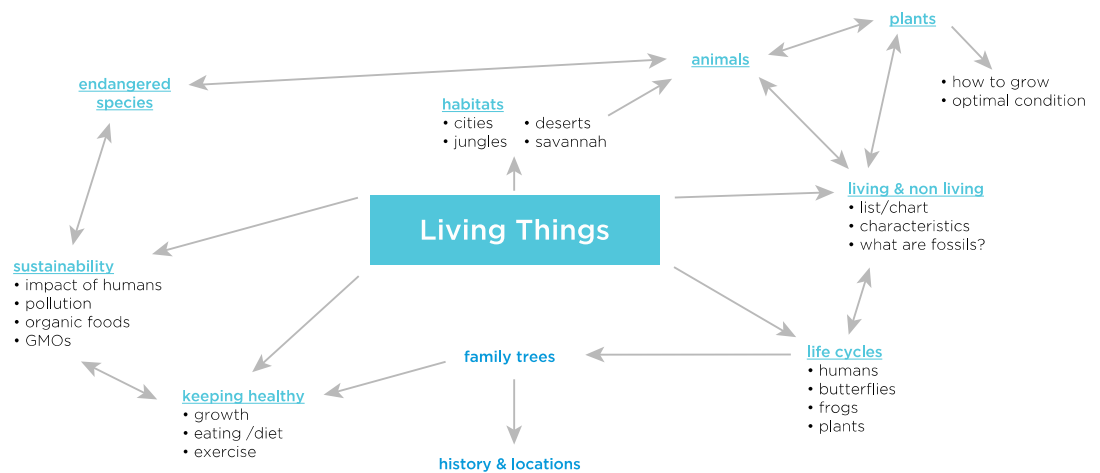 plants
• how to grow
• optimal condition
animals
endangered
species
habitats
• cities • deserts
• jungles • savannah
living & non living
• list/chart
• characteristics
• what are fossils?
Living Things
sustainability
• impact of humans
• pollution
• organic foods
• GMOs
family trees
life cycles
• humans
• butterflies
• frogs
• plants
keeping healthy
• growth
• eating /diet
• exercise
history & locations